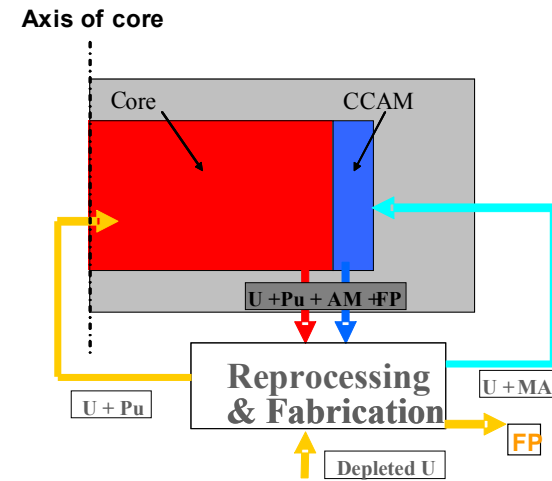 Axis of core
Core
CCAM
U +Pu + AM +FP
Reprocessing
& Fabrication
U + Pu
U + MA
FP
Depleted U